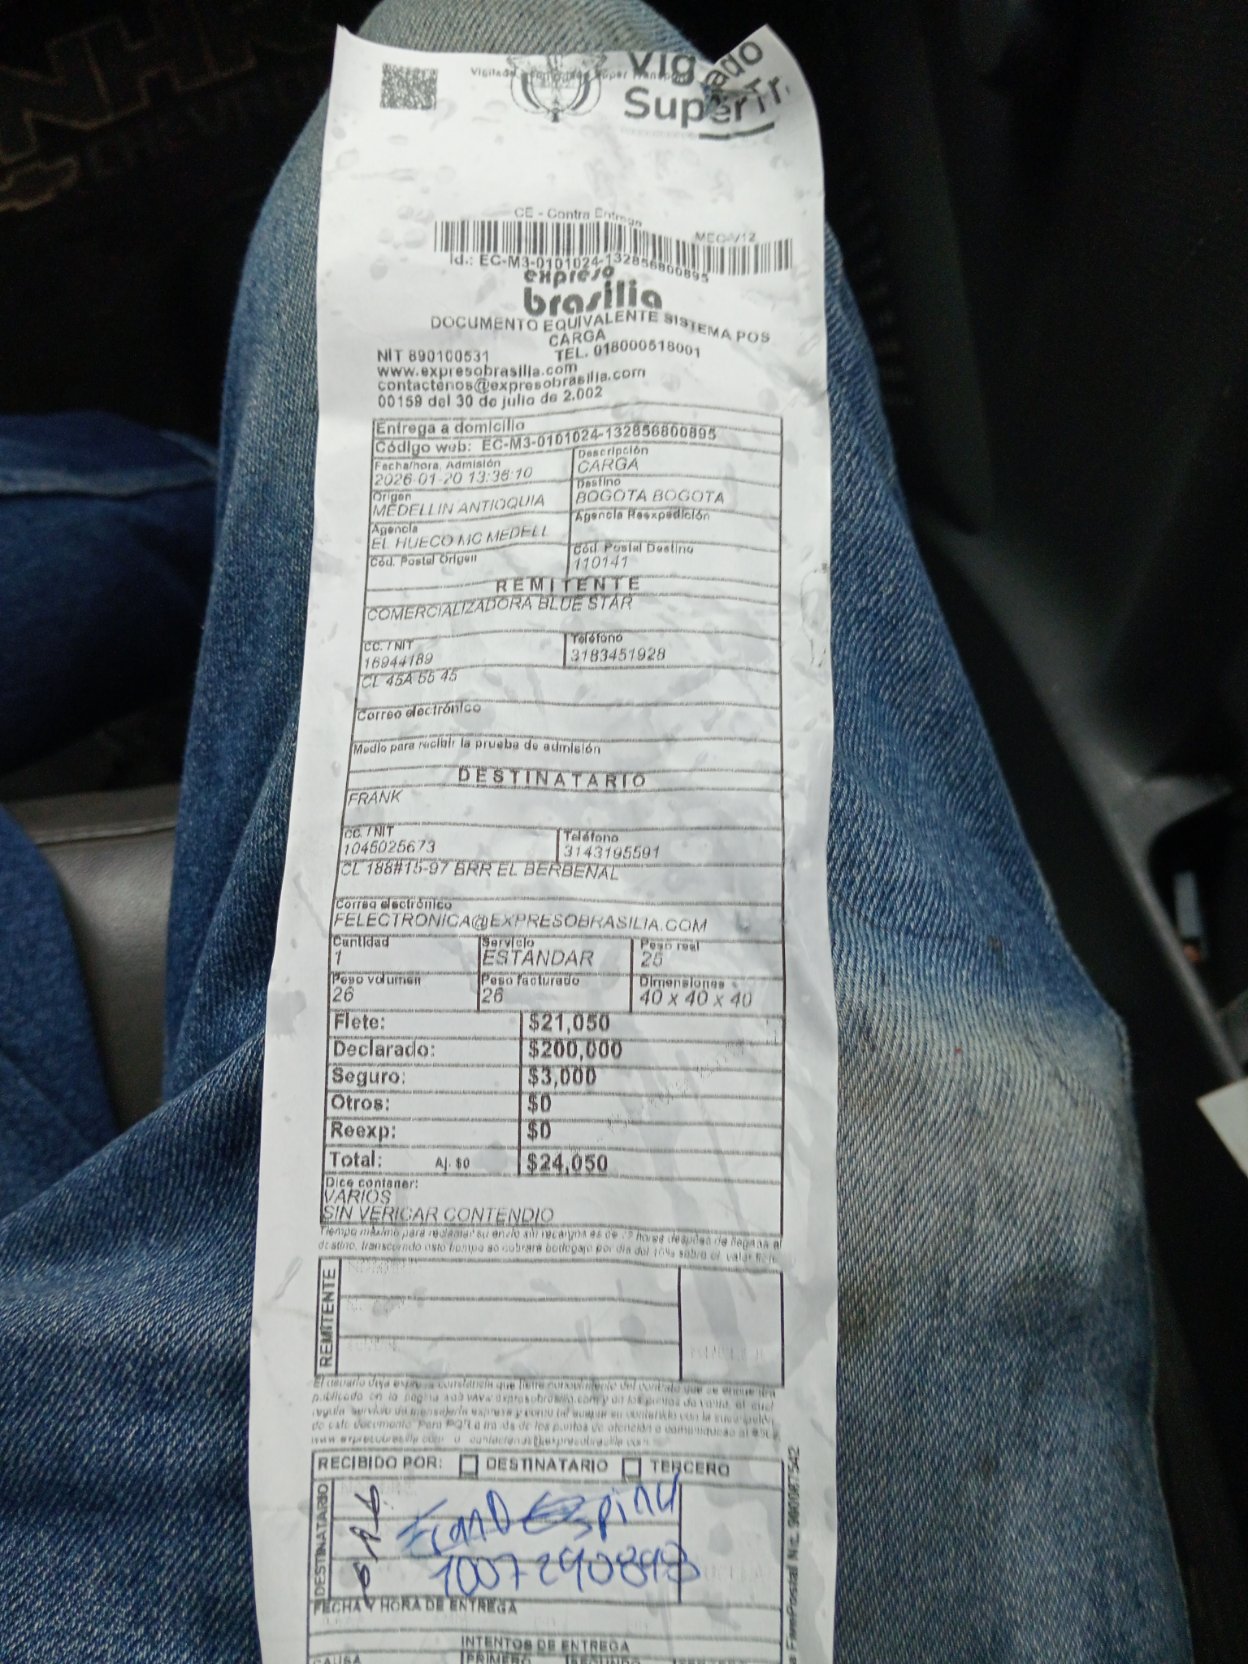 Vig ado
SuperTr
CE - Contra Entrega
Id.: EC-M3-0101024-132856800895
expreso
brasilia
DOCUMENTO EQUIVALENTE SISTEMA POS
CARGA
NIT 890100531 TEL. 018000518001
www.expresobrasilia.com
contactenos@expresobrasilia.com
00159 del 30 de julio de 2.002
Entrega a domicilio
Código web: EC-M3-0101024-132856800895
Fecha/hora. Admisión Descripción
2026-01-20 13:36:10 CARGA
Origen Destino
MEDELLIN ANTIOQUIA BOGOTA BOGOTA
Agencia Agencia Reexpedición
EL HUECO MC MEDELL
Cód. Postal Origen Cód. Postal Destino
110141
REMITENTE
COMERCIALIZADORA BLUE STAR
CC. / NIT Teléfono
16944189 3183451928
CL 45A 55 45
Correo electrónico
Medio para recibir la prueba de admisión
DESTINATARIO
FRANK
CC. / NIT Teléfono
1045025673 3143195591
CL 188#15-97 BRR EL BERBENAL
Correo electrónico
FELECTRONICA@EXPRESOBRASILIA.COM
Cantidad Servicio Peso real
1 ESTANDAR 25
Peso volumen Peso facturado Dimensiones
26 26 40 x 40 x 40
Flete: $21,050
Declarado: $200,000
Seguro: $3,000
Otros: $0
Reexp: $0
Total: Aj. $0 $24,050
Dice contener:
VARIOS
SIN VERICAR CONTENDIO
REMITENTE
RECIBIDO POR: DESTINATARIO TERCERO
DESTINATARIO
1007290898
FECHA Y HORA DE ENTREGA
INTENTOS DE ENTREGA
CAUSA PRIMERO SEGUNDO